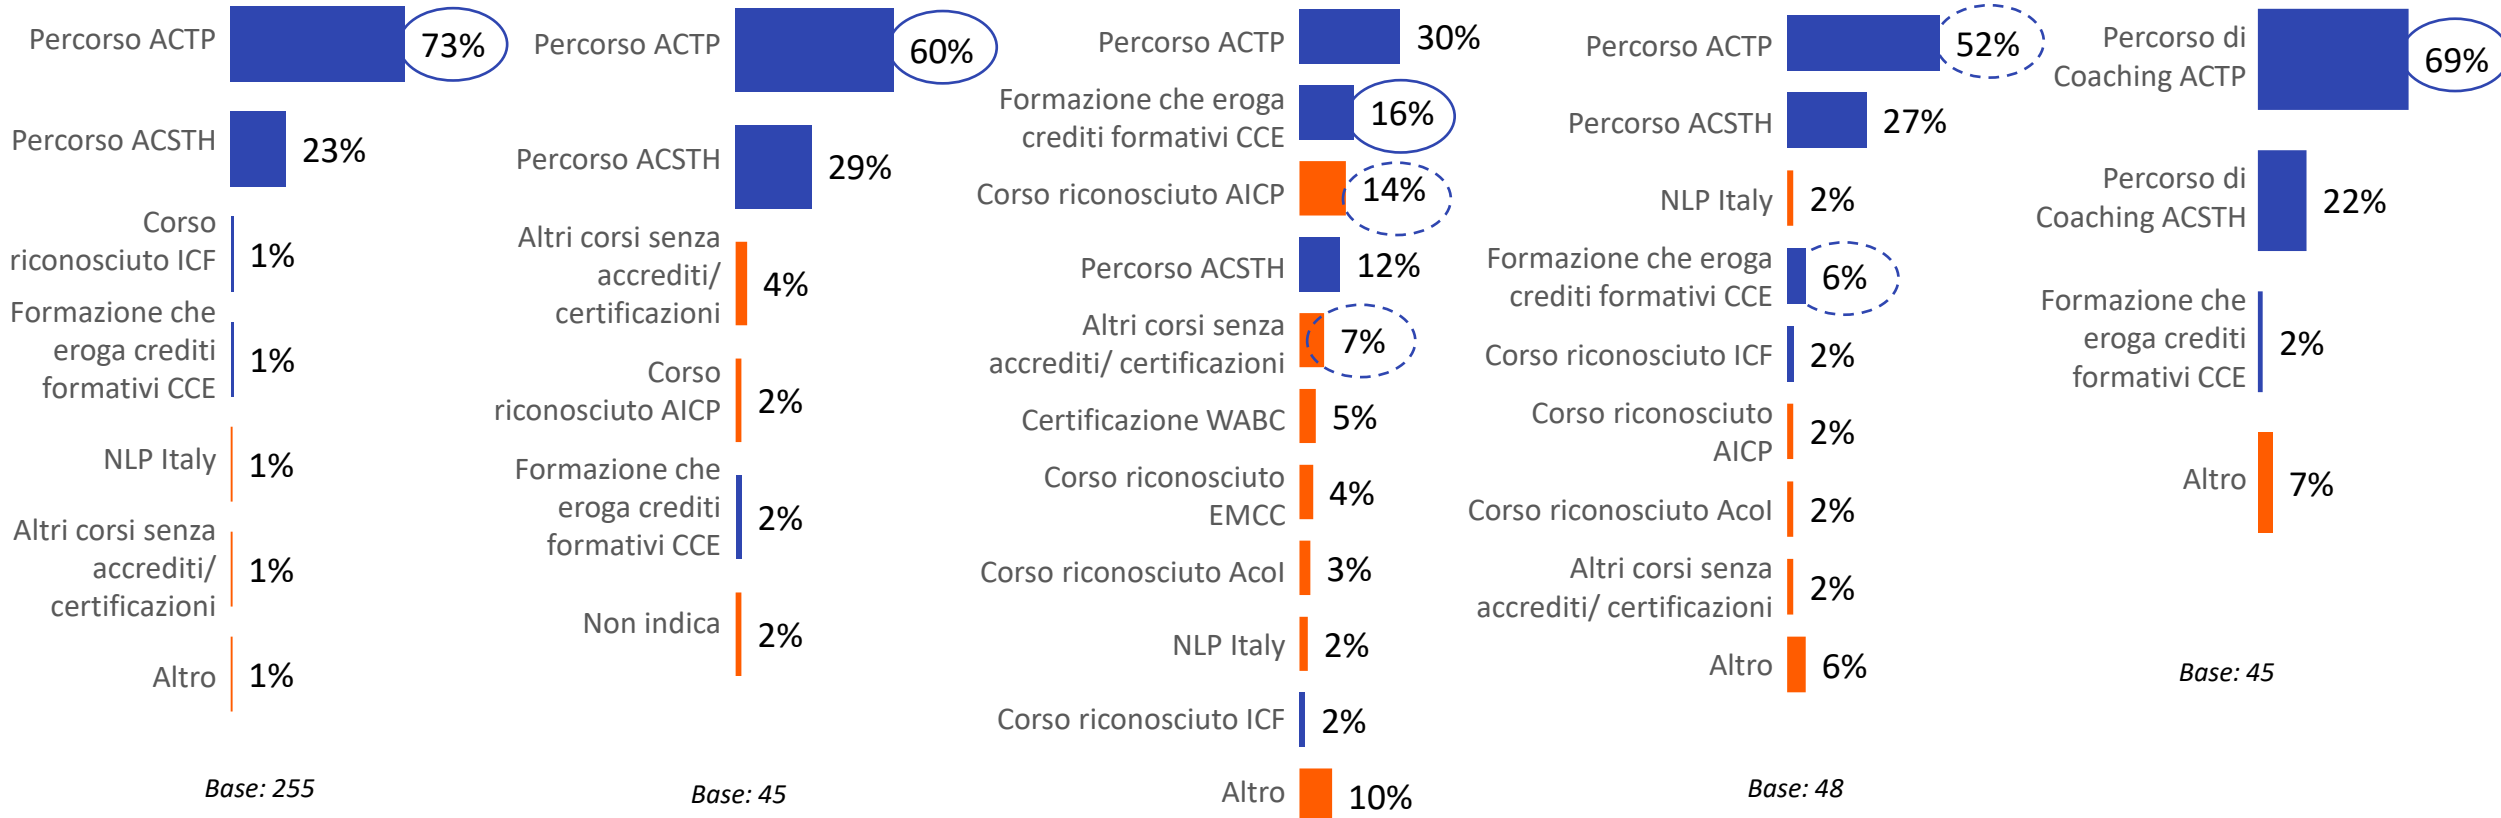 Percorso ACTP
73%
Percorso ACSTH
23%
Corso
riconosciuto ICF
1%
Formazione che
eroga crediti
formativi CCE
1%
NLP Italy
1%
Altri corsi senza
accrediti/
certificazioni
1%
Altro
1%
Base: 255
Percorso ACTP
60%
Percorso ACSTH
29%
Altri corsi senza
accrediti/
certificazioni
4%
Corso
riconosciuto AICP
2%
Formazione che
eroga crediti
formativi CCE
2%
Non indica
2%
Base: 45
Percorso ACTP
30%
Formazione che eroga
crediti formativi CCE
16%
Corso riconosciuto AICP
14%
Percorso ACSTH
12%
Altri corsi senza
accrediti/ certificazioni
7%
Certificazione WABC
5%
Corso riconosciuto
EMCC
4%
Corso riconosciuto AcoI
3%
NLP Italy
2%
Corso riconosciuto ICF
2%
Altro
10%
Percorso ACTP
52%
Percorso ACSTH
27%
NLP Italy
2%
Formazione che eroga
crediti formativi CCE
6%
Corso riconosciuto ICF
2%
Corso riconosciuto
AICP
2%
Corso riconosciuto AcoI
2%
Altri corsi senza
accrediti/ certificazioni
2%
Altro
6%
Base: 48
Percorso di
Coaching ACTP
69%
Percorso di
Coaching ACSTH
22%
Formazione che
eroga crediti
formativi CCE
2%
Altro
7%
Base: 45